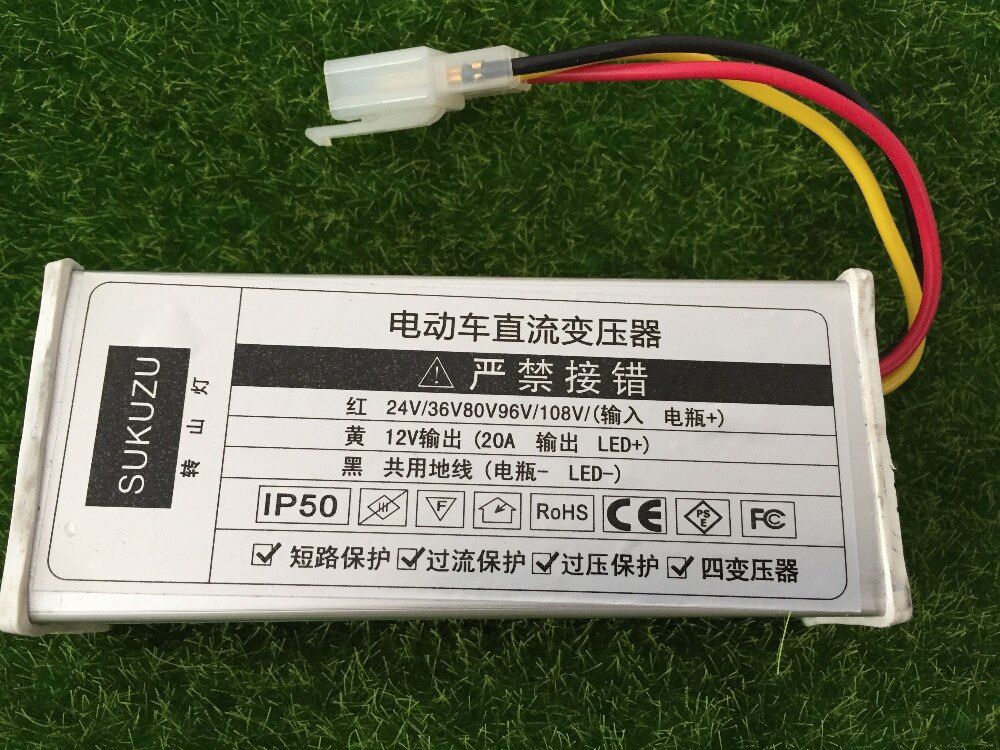 SUKUZU
转山灯
电动车直流变压器
严禁接错
红 24V/36V80V96V/108V/(输入 电瓶+)
黄 12V输出 (20A 输出 LED+)
黑 共用地线 (电瓶- LED-)
IP50 F RoHS CE PSE FC
短路保护 过流保护 过压保护 四变压器